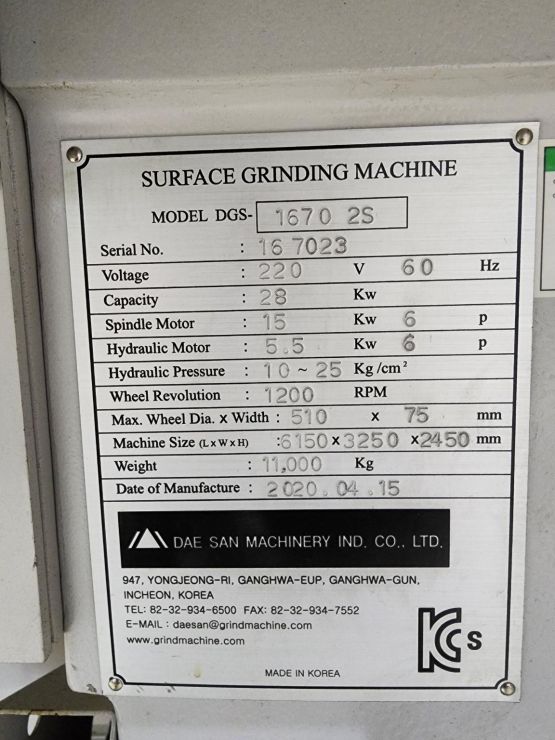 SURFACE GRINDING MACHINE
MODEL DGS- 1670 2S
Serial No. : 16 7023
Voltage : 220 V 60 Hz
Capacity : 28 Kw
Spindle Motor : 15 Kw 6 p
Hydraulic Motor : 5.5 Kw 6 p
Hydraulic Pressure : 10 ~ 25 Kg/cm²
Wheel Revolution : 1200 RPM
Max. Wheel Dia. x Width : 510 x 75 mm
Machine Size (L x W x H) : 6150 x 3250 x 2450 mm
Weight : 11,000 Kg
Date of Manufacture : 2020.04.15
DAE SAN MACHINERY IND. CO., LTD.
947, YONGJEONG-RI, GANGHWA-EUP, GANGHWA-GUN,
INCHEON, KOREA
TEL: 82-32-934-6500 FAX: 82-32-934-7552
E-MAIL : daesan@grindmachine.com
www.grindmachine.com
KCs
MADE IN KOREA